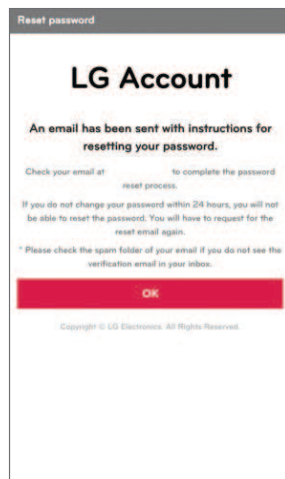 Reset password
LG Account
An email has been sent with instructions for
resetting your password.
Check your email at to complete the password
reset process.
If you do not change your password within 24 hours, you will not
be able to reset the password. You will have to request for the
reset email again.
* Please check the spam folder of your email if you do not see the
verification email in your inbox.
OK
Copyright © LG Electronics. All Rights Reserved.